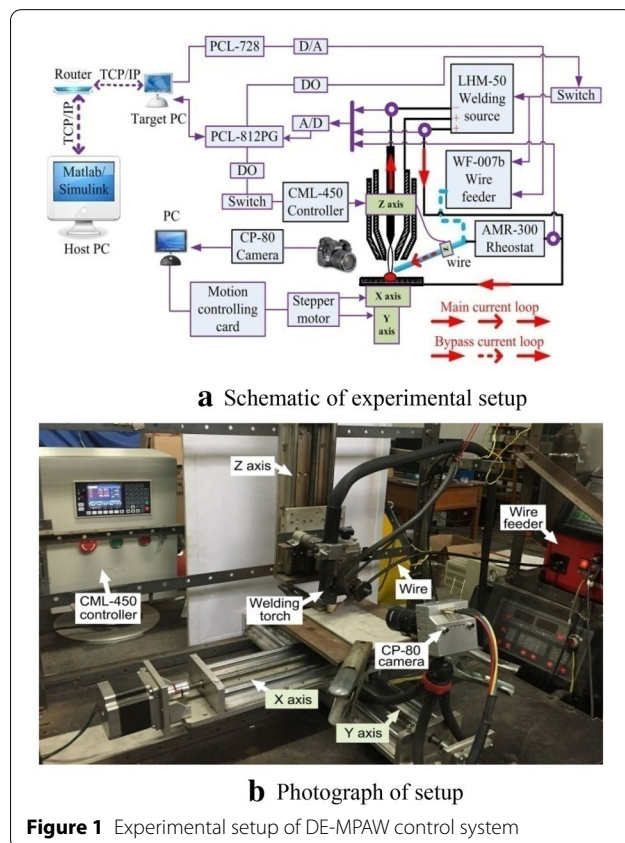 PCL-728
D/A
Router
TCP/IP
Target PC
TCP/IP
DO
LHM-50
Welding
source
Switch
PCL-812PG
A/D
Matlab/
Simulink
Host PC
DO
Switch
CML-450
Controller
Z axis
WF-007b
Wire
feeder
PC
CP-80
Camera
AMR-300
Rheostat
wire
Motion
controlling
card
Stepper
motor
X axis
Y
axis
Main current loop
Bypass current loop
a Schematic of experimental setup
Z axis
Wire
feeder
CML-450
controller
Welding
torch
Wire
CP-80
camera
X axis
Y axis
b Photograph of setup
Figure 1 Experimental setup of DE-MPAW control system